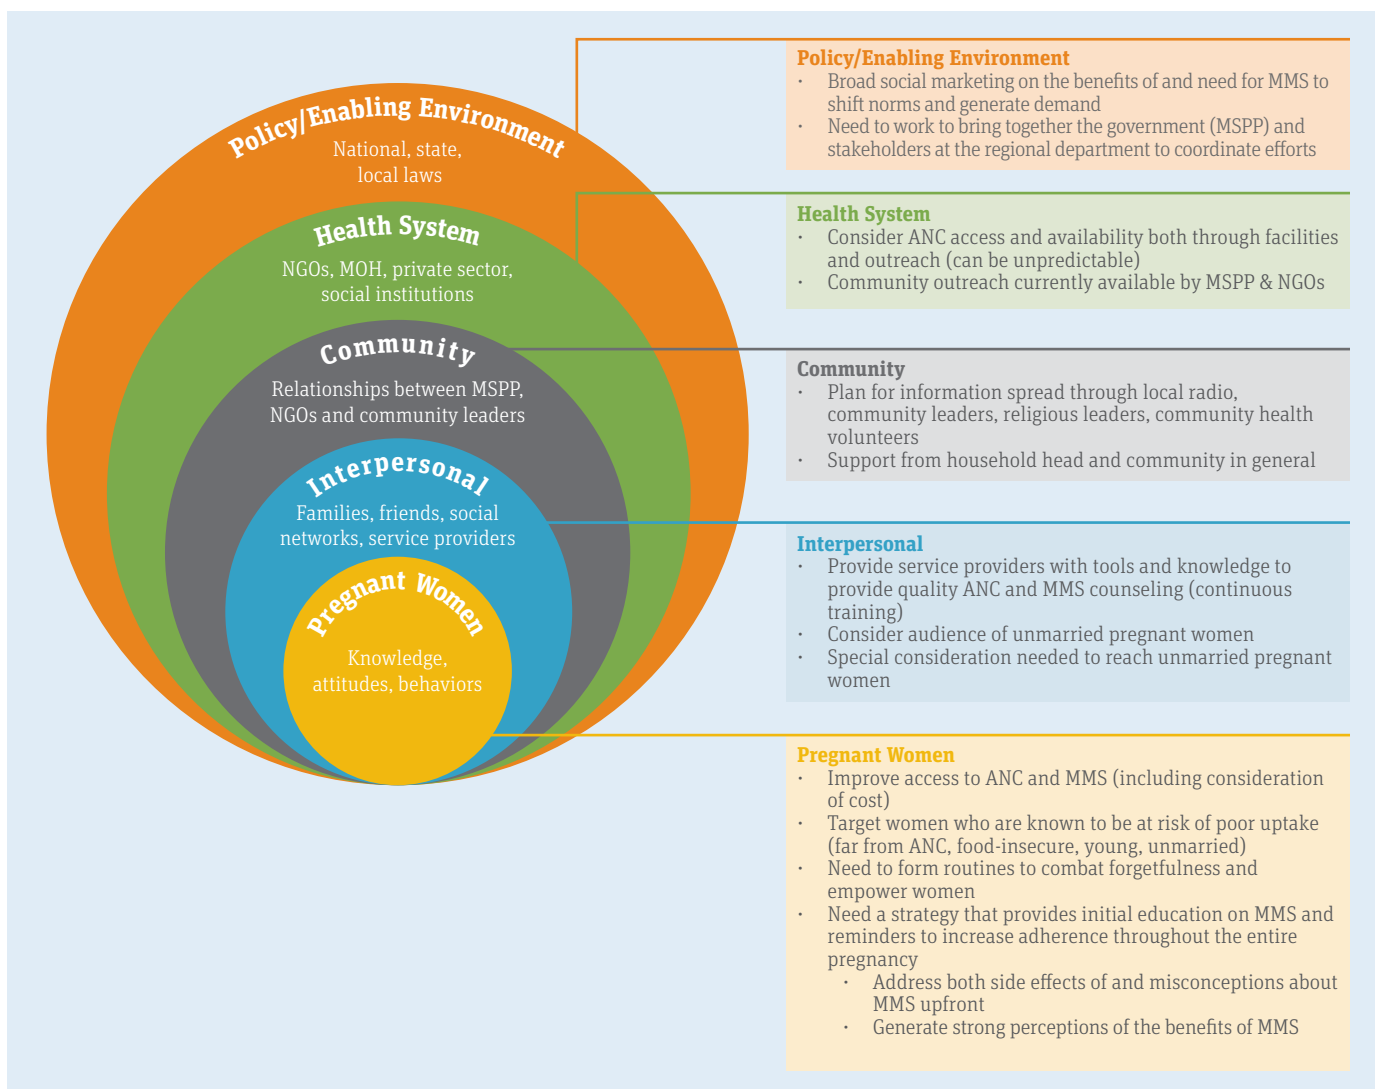 Policy/Enabling Environment
National, state,
local laws
Health System
NGOs, MOH, private sector,
social institutions
Community
Relationships between MSPP,
NGOs and community leaders
Interpersonal
Families, friends, social
networks, service providers
Pregnant Women
Knowledge,
attitudes, behaviors
Policy/Enabling Environment
· Broad social marketing on the benefits of and need for MMS to
shift norms and generate demand
· Need to work to bring together the government (MSPP) and
stakeholders at the regional department to coordinate efforts
Health System
· Consider ANC access and availability both through facilities
and outreach (can be unpredictable)
· Community outreach currently available by MSPP & NGOs
Community
· Plan for information spread through local radio,
community leaders, religious leaders, community health
volunteers
· Support from household head and community in general
Interpersonal
· Provide service providers with tools and knowledge to
provide quality ANC and MMS counseling (continuous
training)
· Consider audience of unmarried pregnant women
· Special consideration needed to reach unmarried pregnant
women
Pregnant Women
· Improve access to ANC and MMS (including consideration
of cost)
· Target women who are known to be at risk of poor uptake
(far from ANC, food-insecure, young, unmarried)
· Need to form routines to combat forgetfulness and
empower women
· Need a strategy that provides initial education on MMS and
reminders to increase adherence throughout the entire
pregnancy
· Address both side effects of and misconceptions about
MMS upfront
· Generate strong perceptions of the benefits of MMS